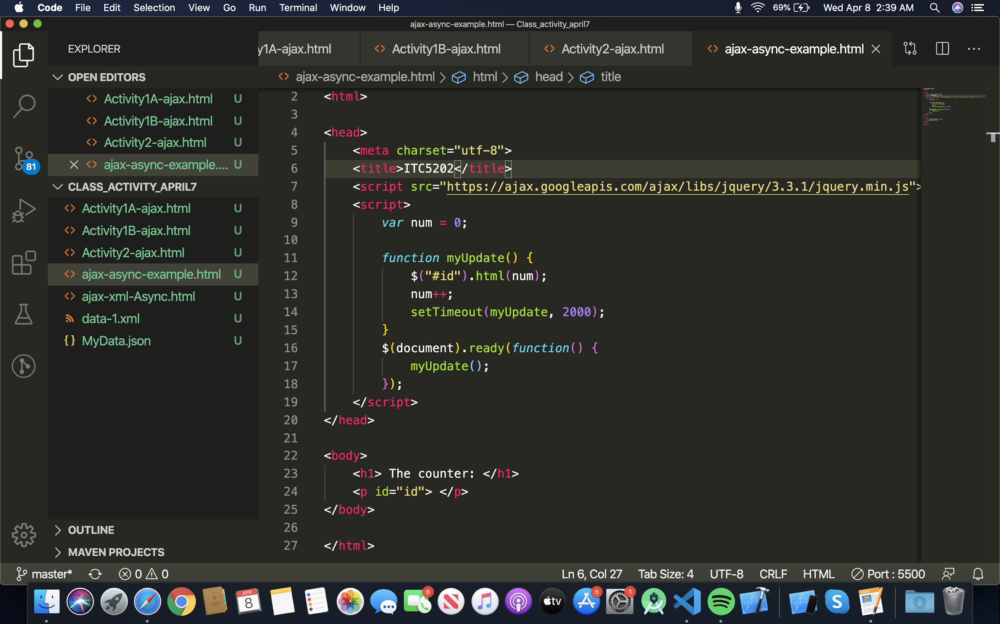 Code File Edit Selection View Go Run Terminal Window Help 69% Wed Apr 8 2:39 AM
ajax-async-example.html — Class_activity_april7
EXPLORER
y1A-ajax.html Activity1B-ajax.html Activity2-ajax.html ajax-async-example.html
OPEN EDITORS
ajax-async-example.html > html > head > title
Activity1A-ajax.html U
Activity1B-ajax.html U
Activity2-ajax.html U
ajax-async-example.... U
81
CLASS_ACTIVITY_APRIL7
Activity1A-ajax.html U
Activity1B-ajax.html U
Activity2-ajax.html U
ajax-async-example.html U
ajax-xml-Async.html U
data-1.xml U
{} MyData.json U
OUTLINE
MAVEN PROJECTS
2 <html>
3
4 <head>
5 <meta charset="utf-8">
6 <title>ITC5202</title>
7 <script src="https://ajax.googleapis.com/ajax/libs/jquery/3.3.1/jquery.min.js">
8 <script>
9 var num = 0;
10
11 function myUpdate() {
12 $("#id").html(num);
13 num++;
14 setTimeout(myUpdate, 2000);
15 }
16 $(document).ready(function() {
17 myUpdate();
18 });
19 </script>
20 </head>
21
22 <body>
23 <h1> The counter: </h1>
24 <p id="id"> </p>
25 </body>
26
27 </html>
master* 0 0 Ln 6, Col 27 Tab Size: 4 UTF-8 CRLF HTML Port : 5500
APR
8
6
tv
5
1
S
PAGES